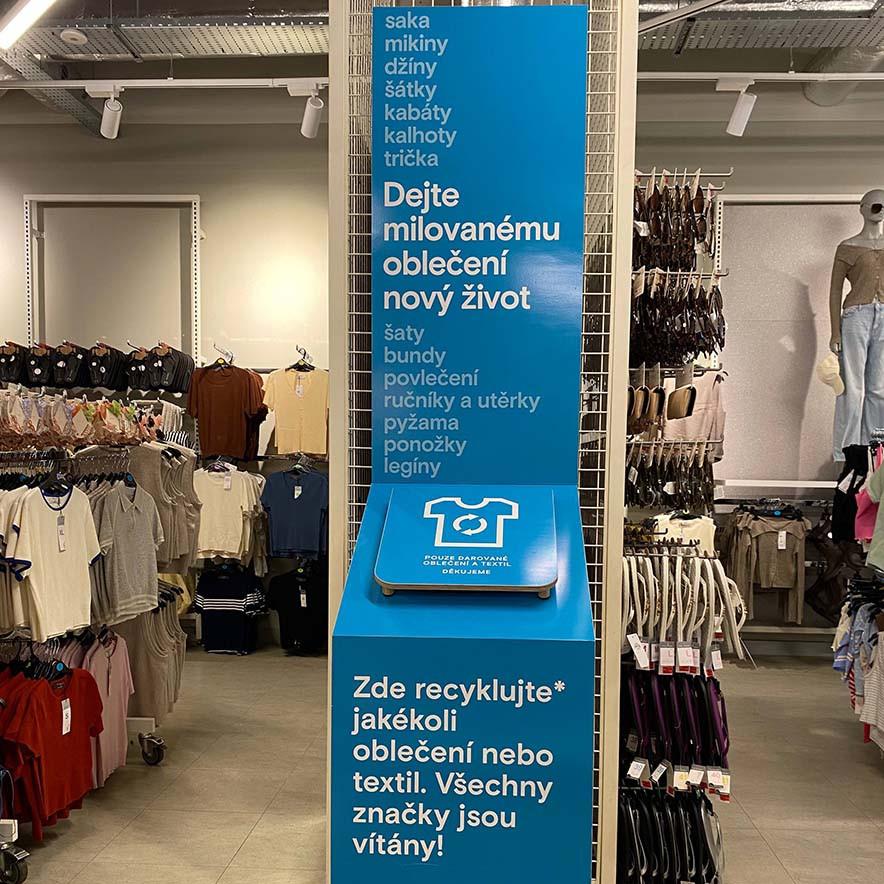 saka
mikiny
džíny
šátky
kabáty
kalhoty
trička
Dejte
milovanému
oblečení
nový život
šaty
bundy
povlečení
ručníky a utěrky
pyžama
ponožky
legíny
POUZE DAROVANÉ
OBLEČENÍ A TEXTIL
DĚKUJEME
Zde recyklujte*
jakékoli
oblečení nebo
textil. Všechny
značky jsou
vítány!